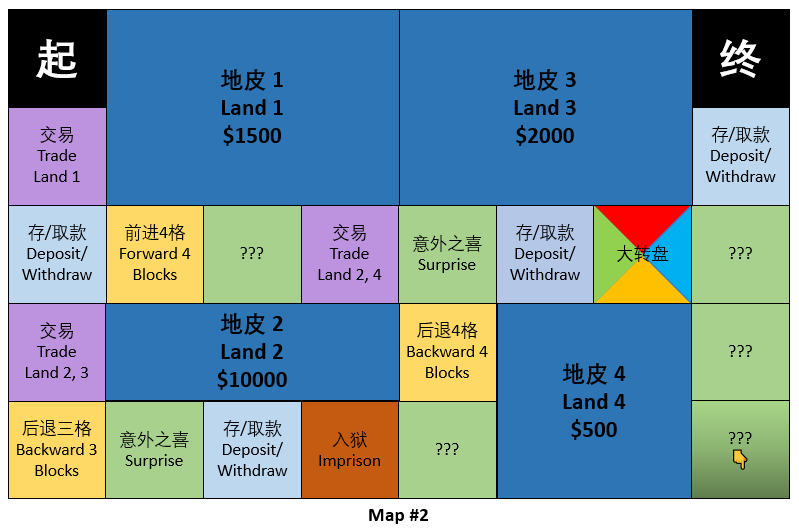 起
地皮 1
Land 1
$1500
地皮 3
Land 3
$2000
终
交易
Trade
Land 1
存/取款
Deposit/
Withdraw
存/取款
Deposit/
Withdraw
前进4格
Forward 4
Blocks
???
交易
Trade
Land 2, 4
意外之喜
Surprise
存/取款
Deposit/
Withdraw
大转盘
???
交易
Trade
Land 2, 3
地皮 2
Land 2
$10000
后退4格
Backward 4
Blocks
地皮 4
Land 4
$500
???
后退三格
Backward 3
Blocks
意外之喜
Surprise
存/取款
Deposit/
Withdraw
入狱
Imprison
???
???
Map #2